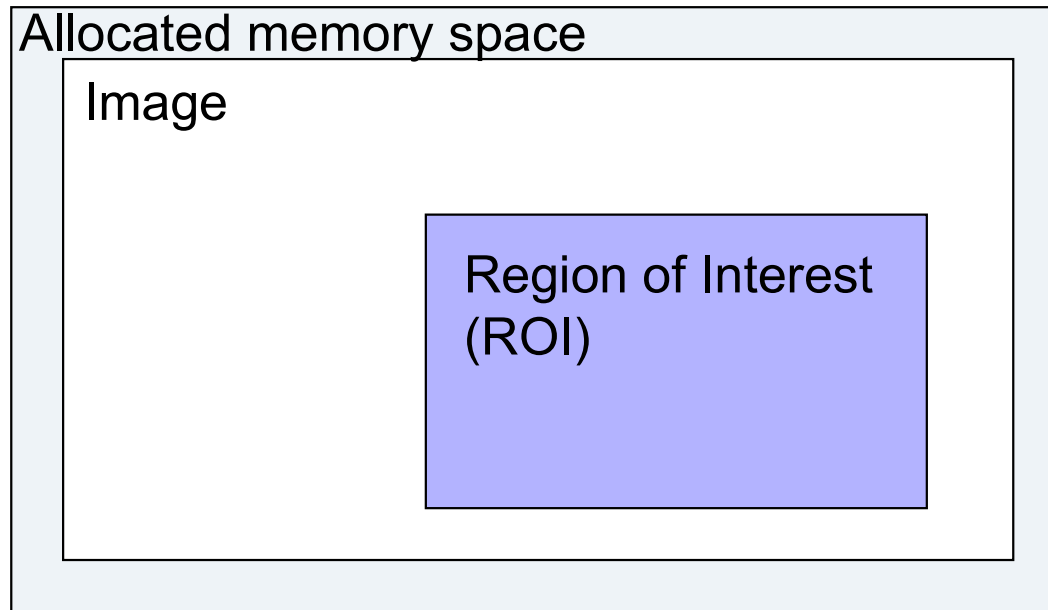 Allocated memory space
Image
Region of Interest
(ROI)